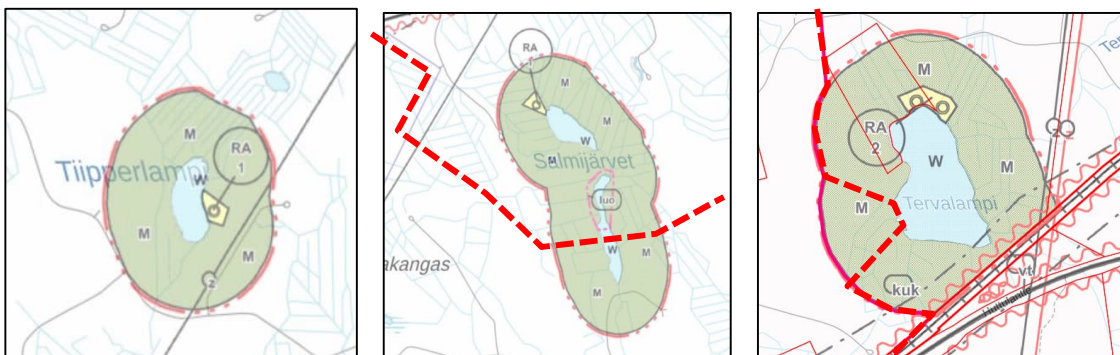 M
RA
1
Tiipperlampi
W
M
M
z
RA
M
M
W
Salmijärvet
M
luo
W
M
M
akangas
M
RA
2
W
M
Tervalampi
M
kuk
vt